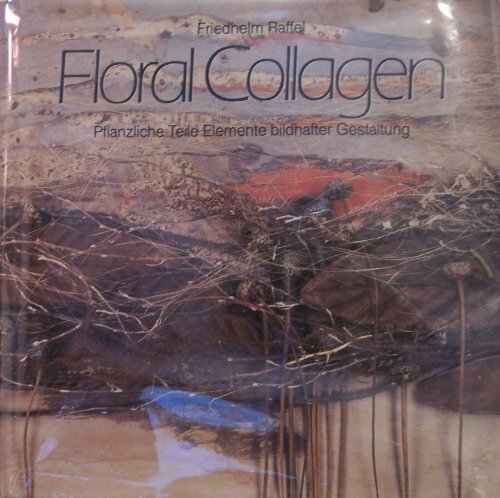 Friedhelm Raffel
Floral Collagen
Pflanzliche Teile Elemente bildhafter Gestaltung